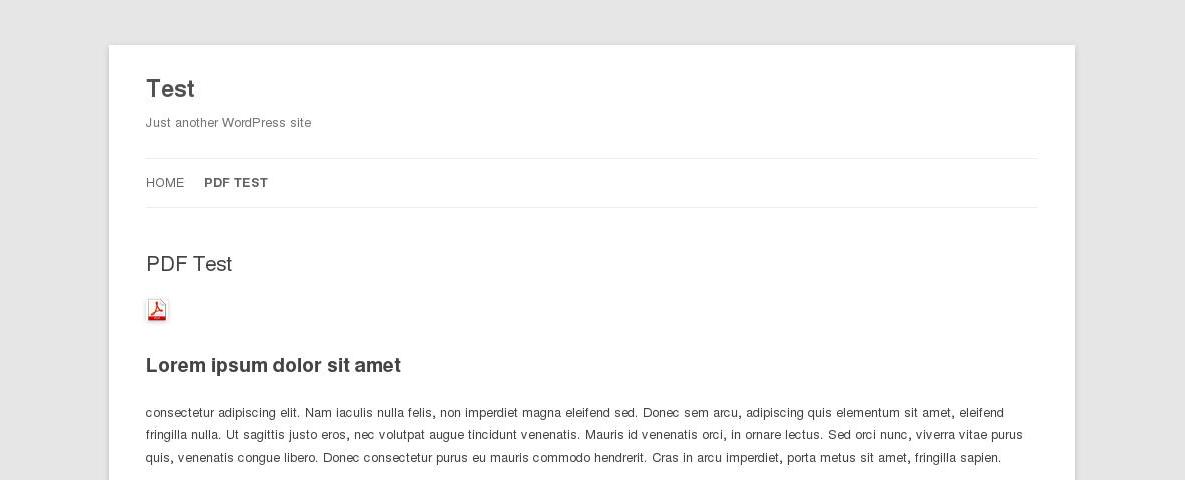 Test
Just another WordPress site
HOME PDF TEST
PDF Test
Lorem ipsum dolor sit amet
consectetur adipiscing elit. Nam iaculis nulla felis, non imperdiet magna eleifend sed. Donec sem arcu, adipiscing quis elementum sit amet, eleifend
fringilla nulla. Ut sagittis justo eros, nec volutpat augue tincidunt venenatis. Mauris id venenatis orci, in ornare lectus. Sed orci nunc, viverra vitae purus
quis, venenatis congue libero. Donec consectetur purus eu mauris commodo hendrerit. Cras in arcu imperdiet, porta metus sit amet, fringilla sapien.